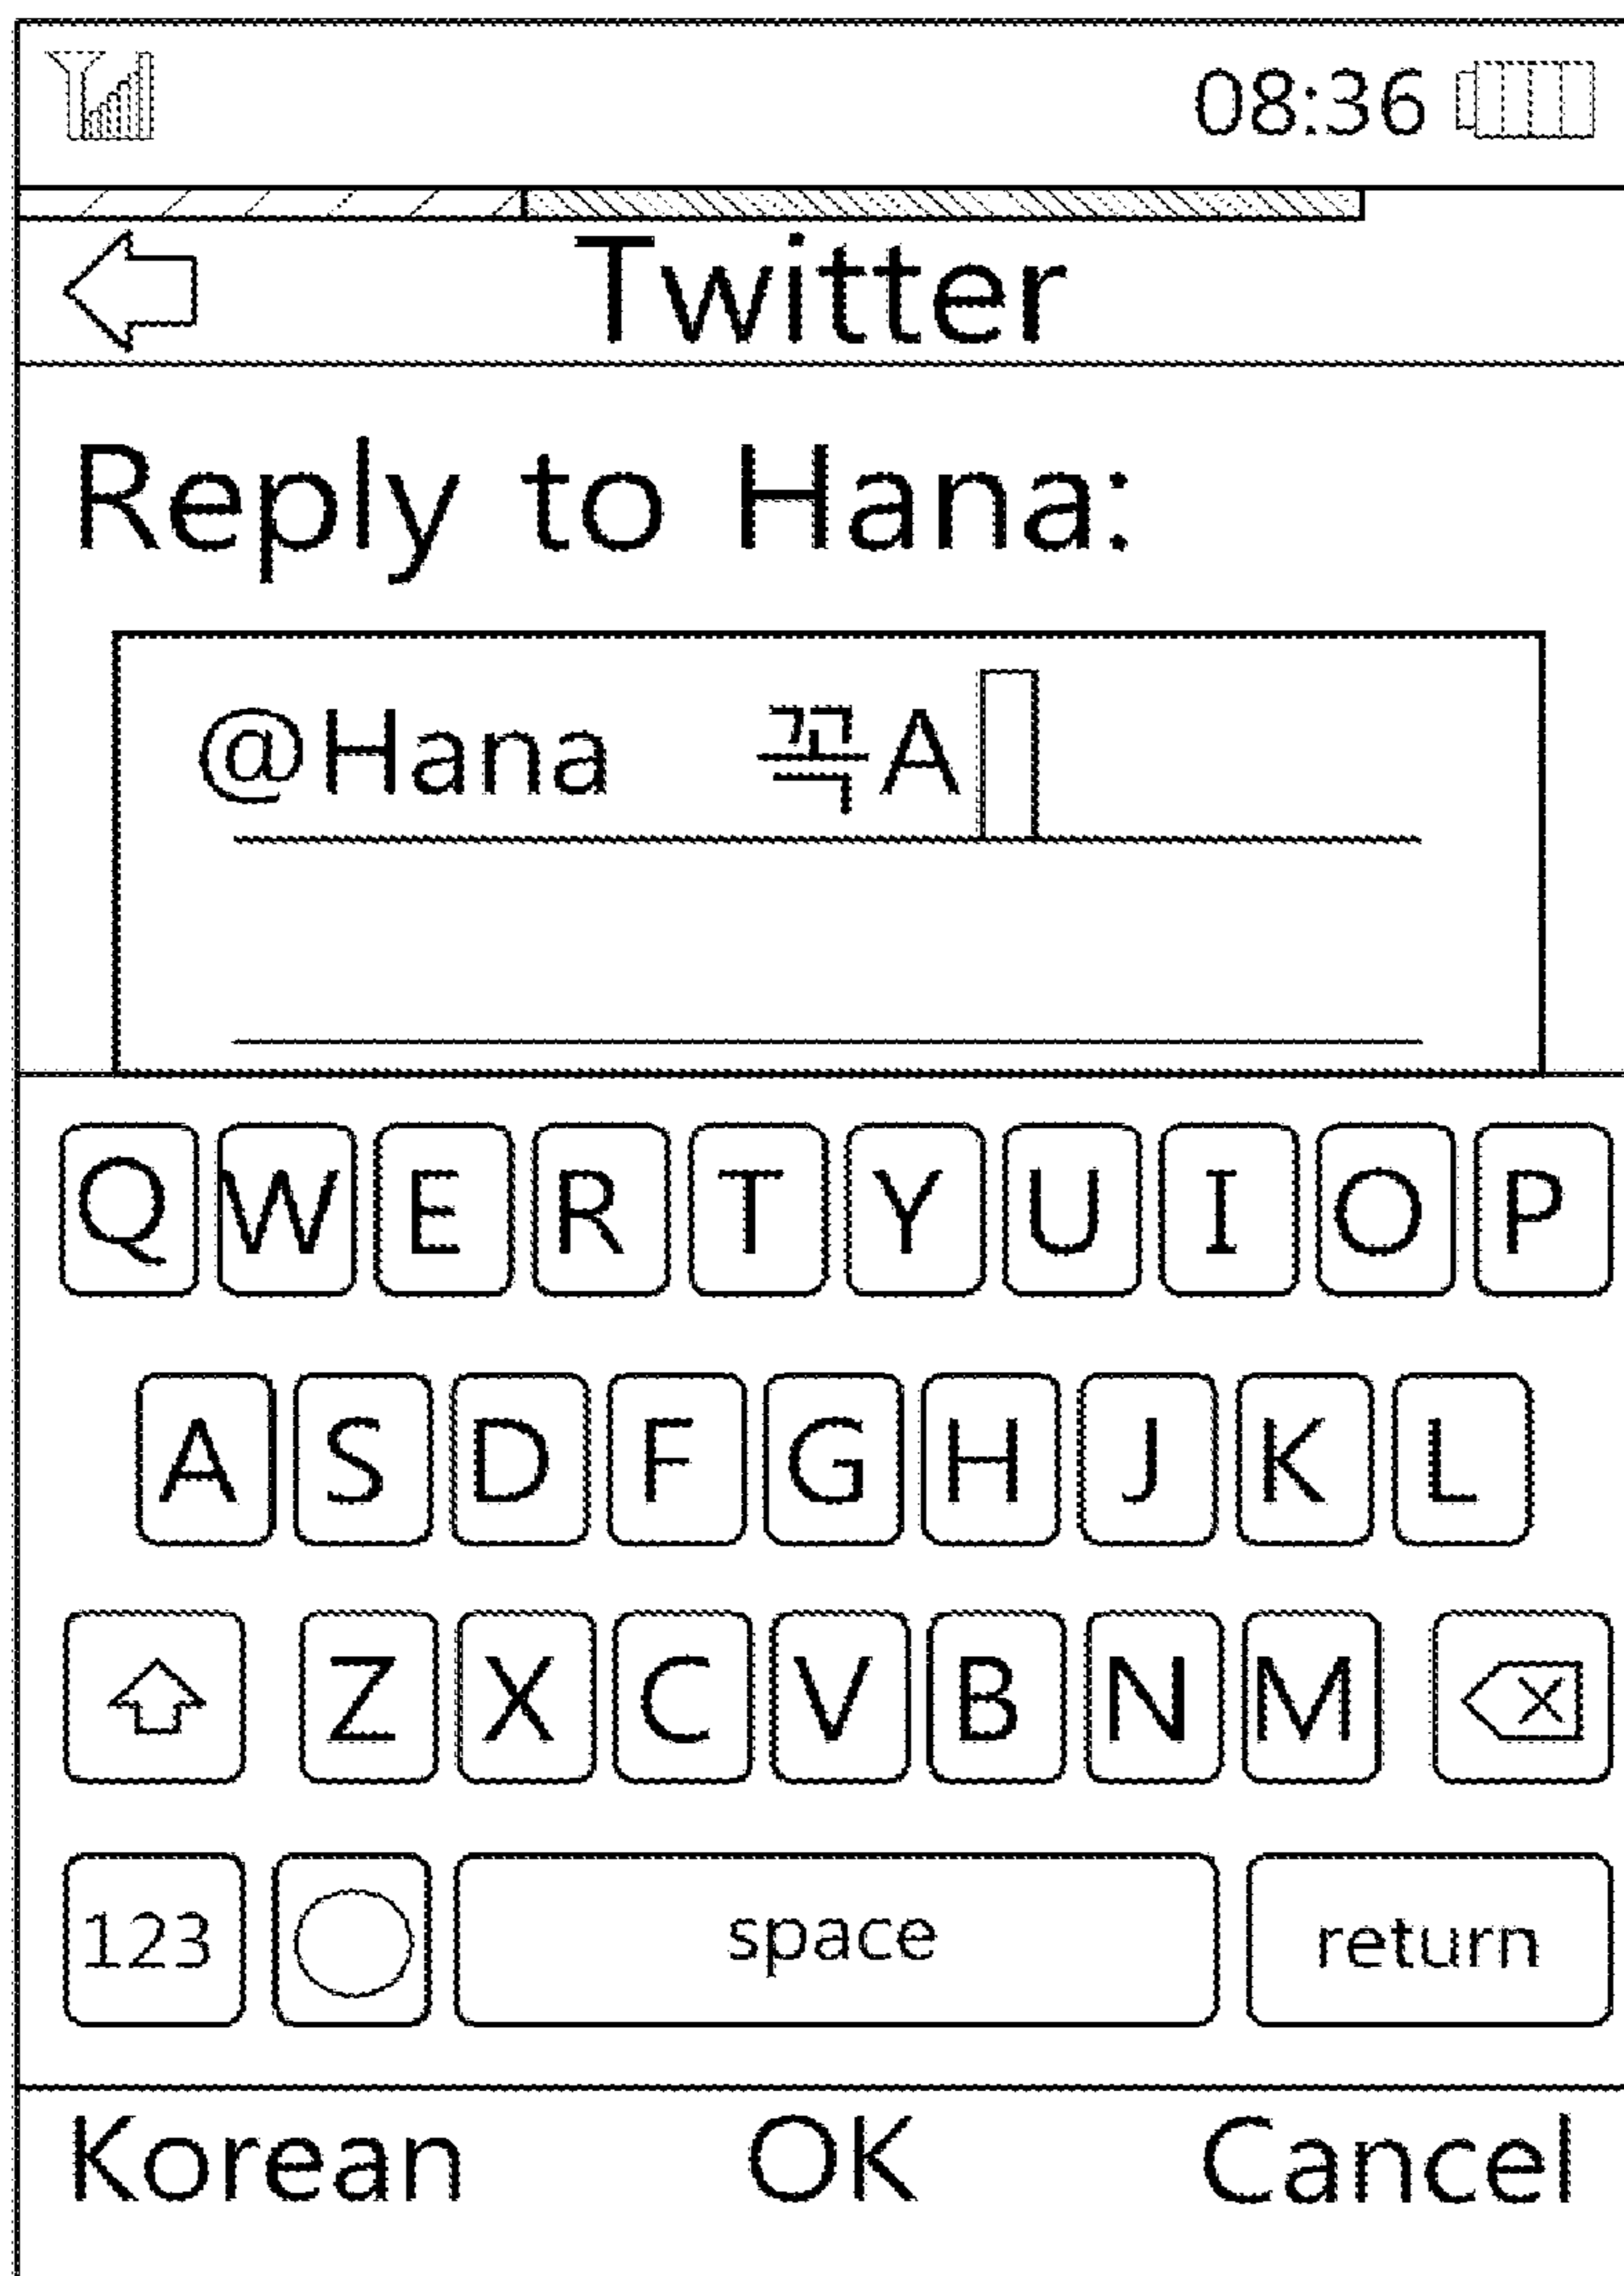 08:36
Twitter
Reply to Hana:
@Hana 꼭A
Q W E R T Y U I O P
A S D F G H J K L
Z X C V B N M
123 space return
Korean OK Cancel